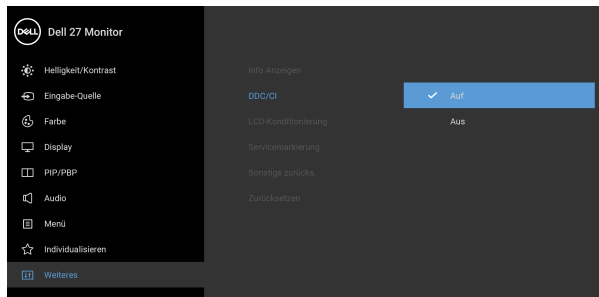 DELL Dell 27 Monitor
Helligkeit/Kontrast
Info Anzeigen
Eingabe-Quelle
DDC/CI
Auf
Farbe
LCD-Konditionierung
Aus
Display
Servicemarkierung
PIP/PBP
Sonstige zurücks.
Audio
Zurücksetzen
Menü
Individualisieren
Weiteres